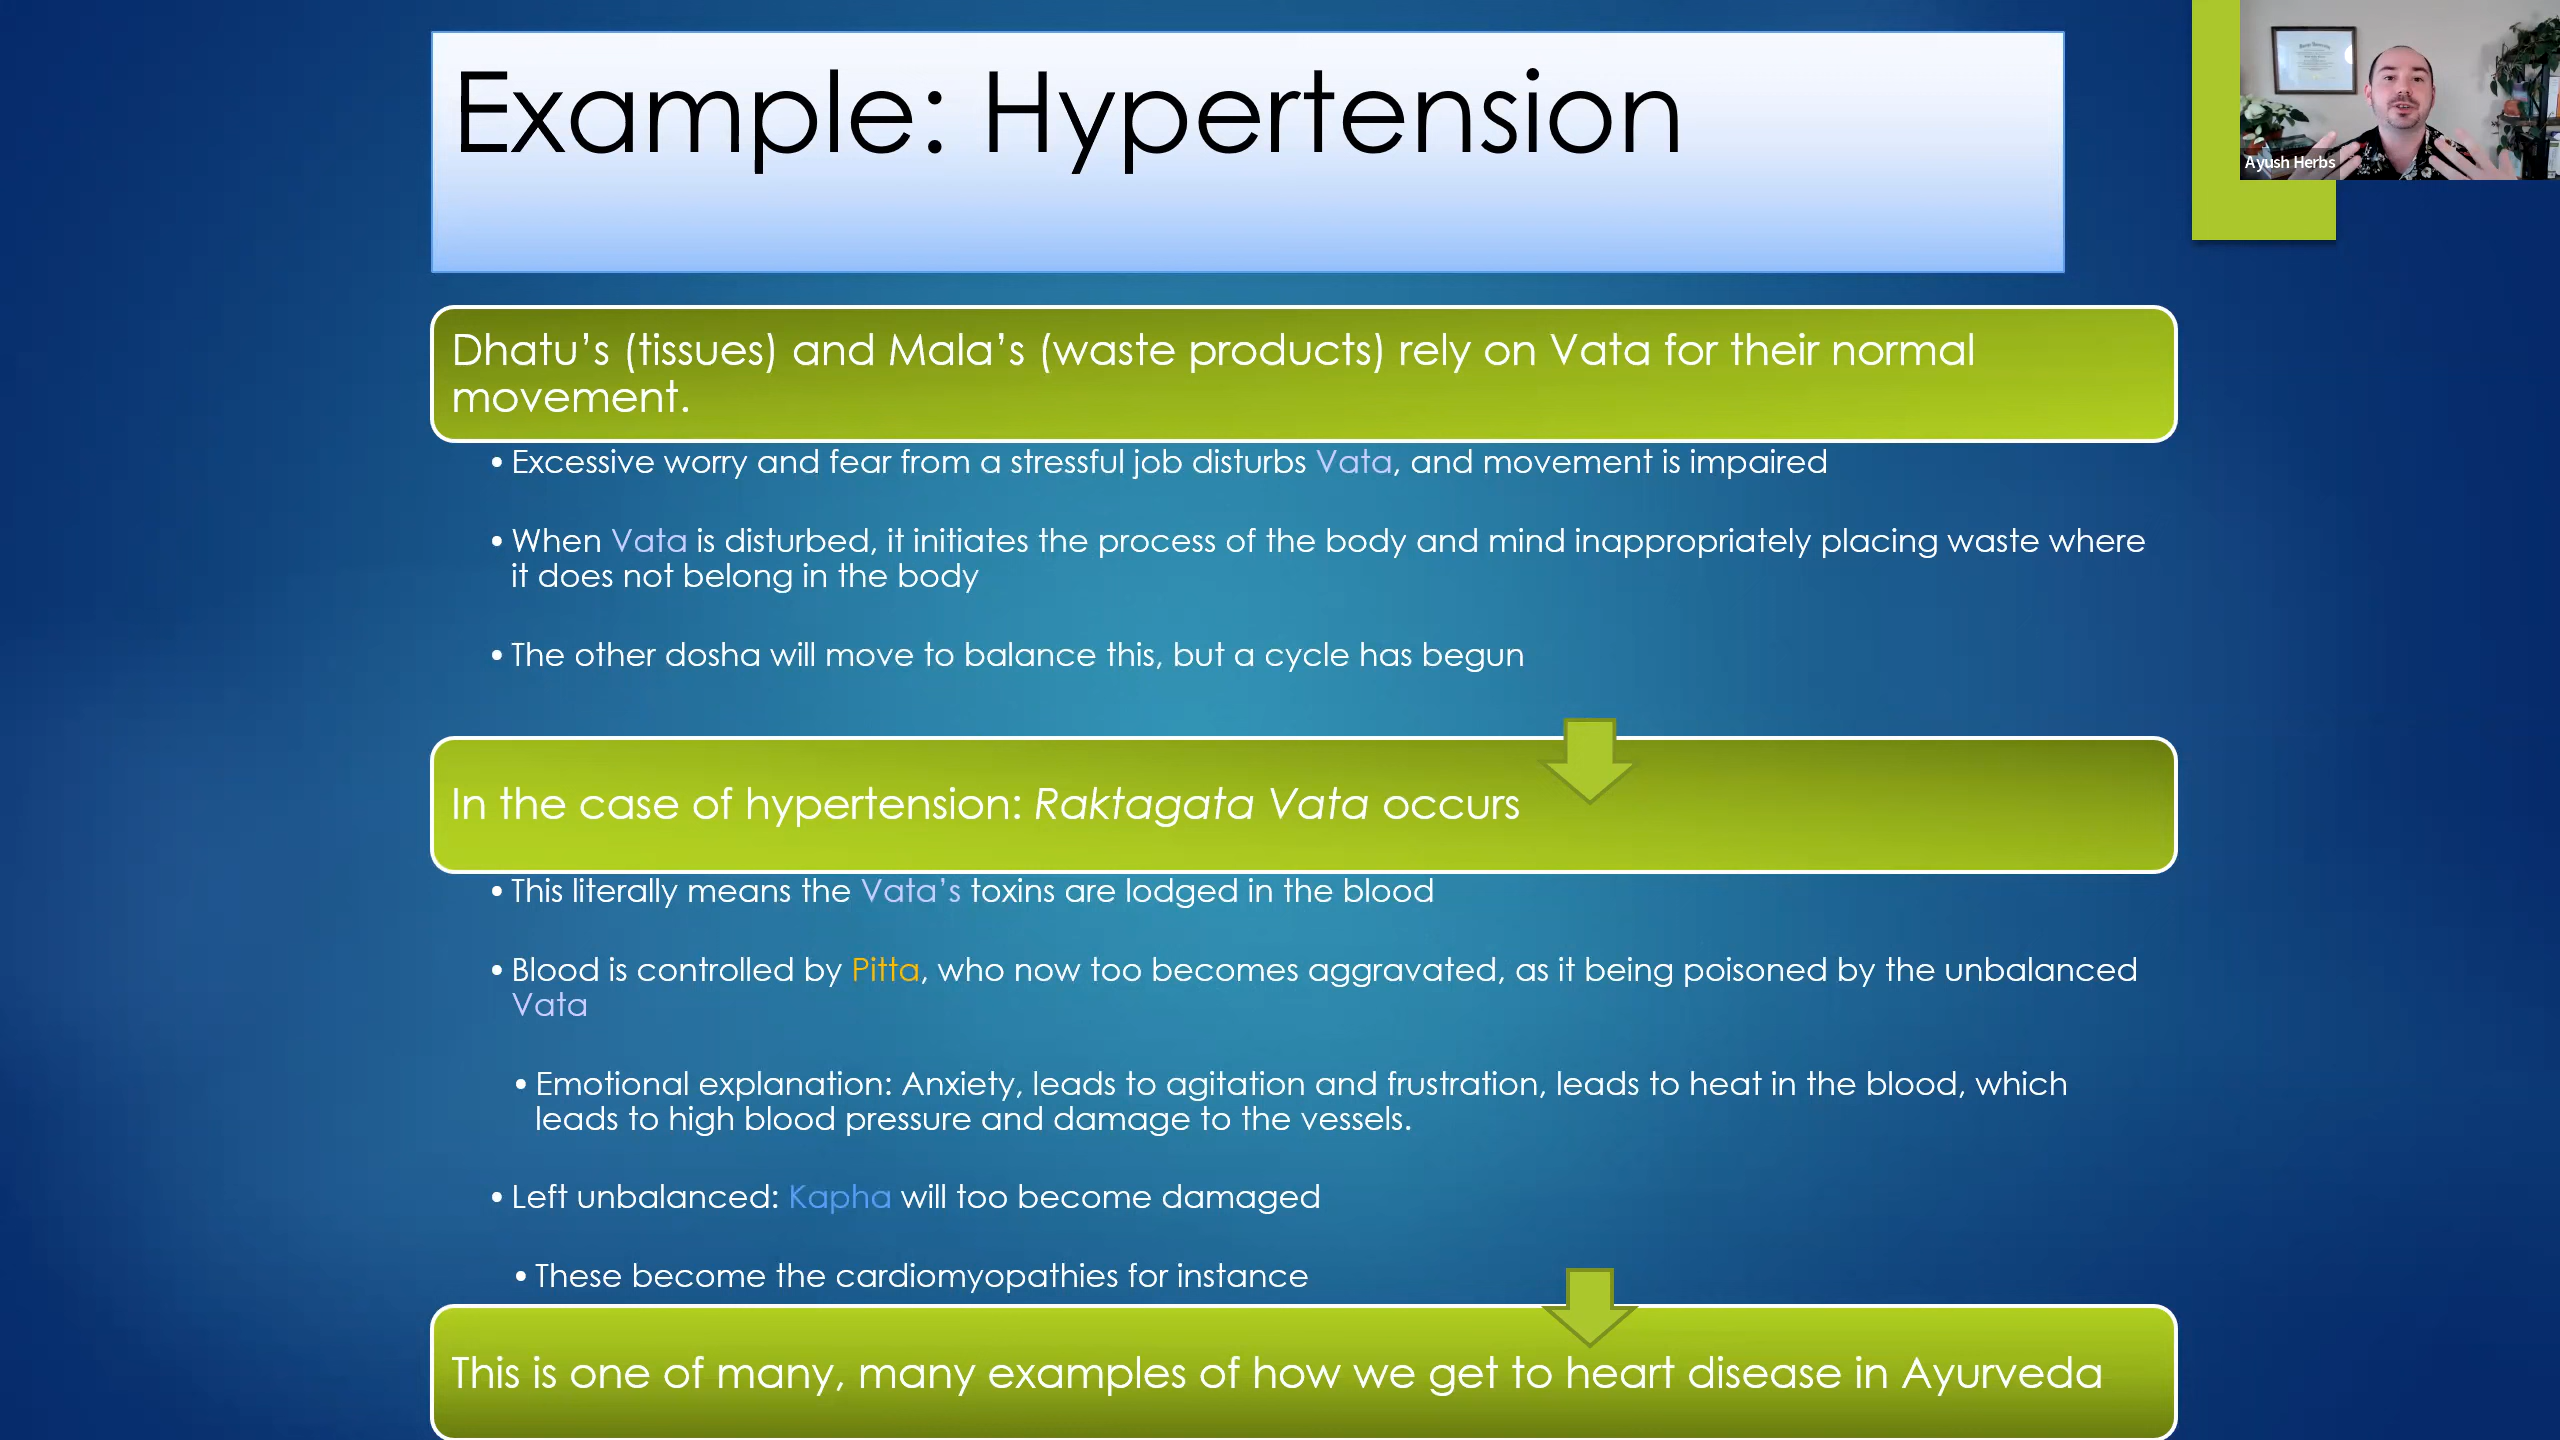 Example: Hypertension
Ayush Herbs
Dhatu’s (tissues) and Mala’s (waste products) rely on Vata for their normal
movement.
• Excessive worry and fear from a stressful job disturbs Vata, and movement is impaired
• When Vata is disturbed, it initiates the process of the body and mind inappropriately placing waste where
it does not belong in the body
• The other dosha will move to balance this, but a cycle has begun
In the case of hypertension: Raktagata Vata occurs
• This literally means the Vata’s toxins are lodged in the blood
• Blood is controlled by Pitta, who now too becomes aggravated, as it being poisoned by the unbalanced
Vata
• Emotional explanation: Anxiety, leads to agitation and frustration, leads to heat in the blood, which
leads to high blood pressure and damage to the vessels.
• Left unbalanced: Kapha will too become damaged
• These become the cardiomyopathies for instance
This is one of many, many examples of how we get to heart disease in Ayurveda